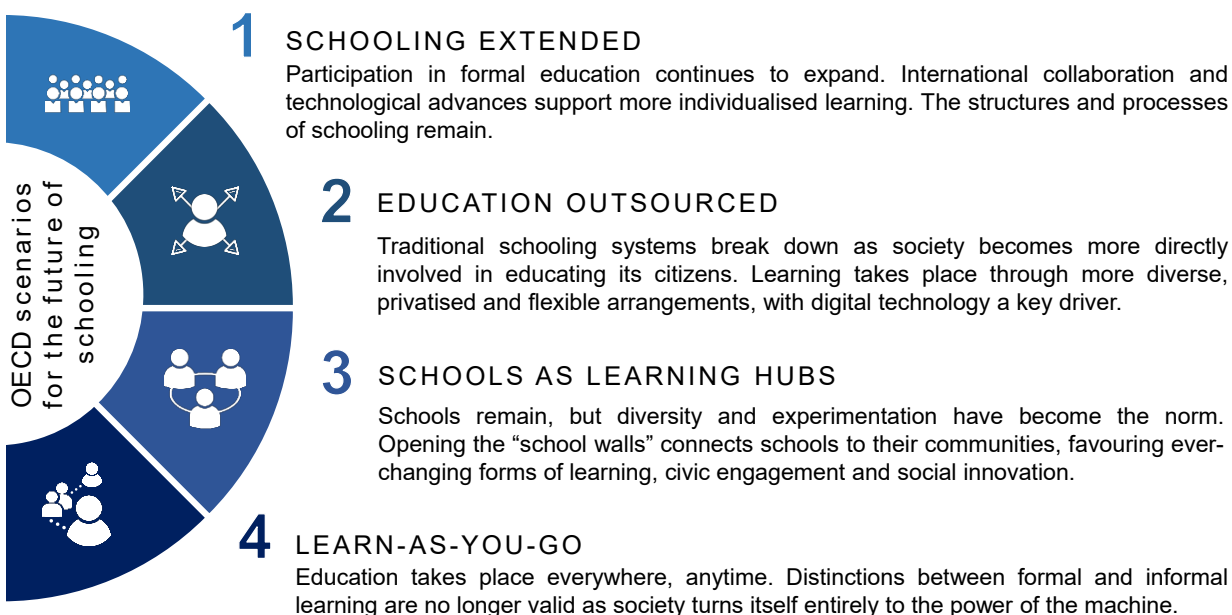 OECD scenarios
for the future of
schooling
1
SCHOOLING EXTENDED
Participation in formal education continues to expand. International collaboration and
technological advances support more individualised learning. The structures and processes
of schooling remain.
2
EDUCATION OUTSOURCED
Traditional schooling systems break down as society becomes more directly
involved in educating its citizens. Learning takes place through more diverse,
privatised and flexible arrangements, with digital technology a key driver.
3
SCHOOLS AS LEARNING HUBS
Schools remain, but diversity and experimentation have become the norm.
Opening the “school walls” connects schools to their communities, favouring ever-
changing forms of learning, civic engagement and social innovation.
4
LEARN-AS-YOU-GO
Education takes place everywhere, anytime. Distinctions between formal and informal
learning are no longer valid as society turns itself entirely to the power of the machine.